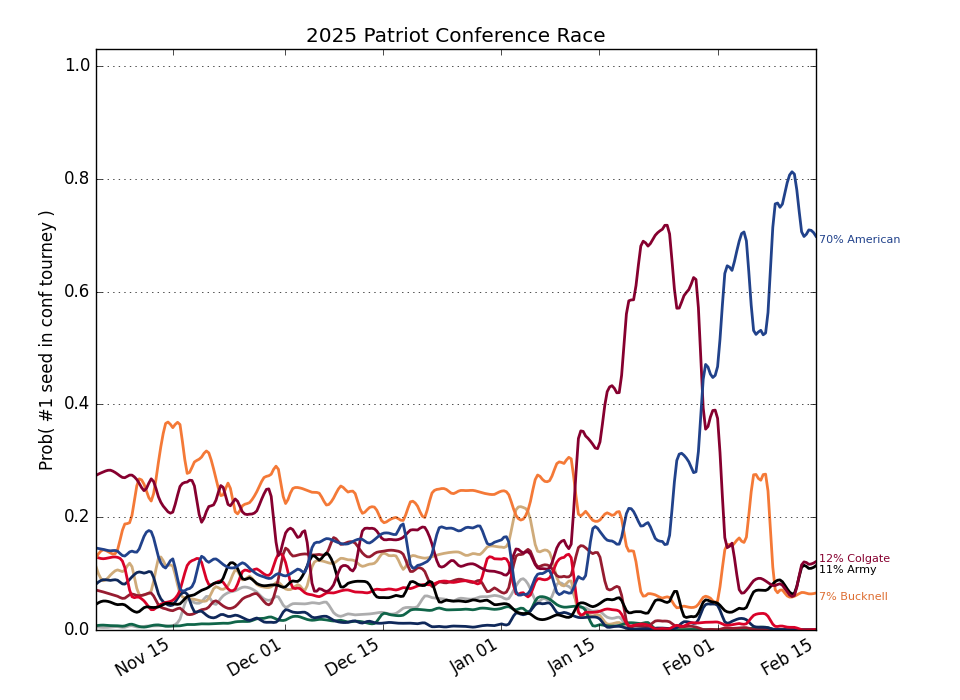 2025 Patriot Conference Race
Prob( #1 seed in conf tourney )
1.0
0.8
0.6
0.4
0.2
0.0
70% American
12% Colgate
11% Army
7% Bucknell
Nov 15
Dec 01
Dec 15
Jan 01
Jan 15
Feb 01
Feb 15